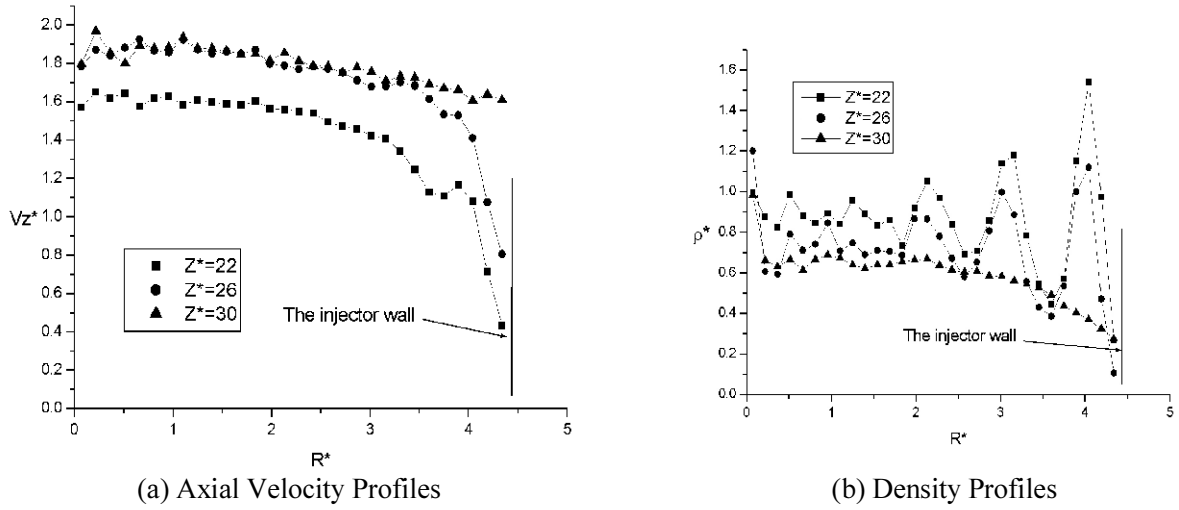 2.0
1.8
1.6
1.4
1.2
1.0
0.8
0.6
0.4
0.2
0.0
Vz*
Z*=22
Z*=26
Z*=30
The injector wall
0 1 2 3 4 5
R*
(a) Axial Velocity Profiles
1.6
1.4
1.2
1.0
0.8
0.6
0.4
0.2
0.0
ρ*
Z*=22
Z*=26
Z*=30
The injector wall
0 1 2 3 4 5
R*
(b) Density Profiles